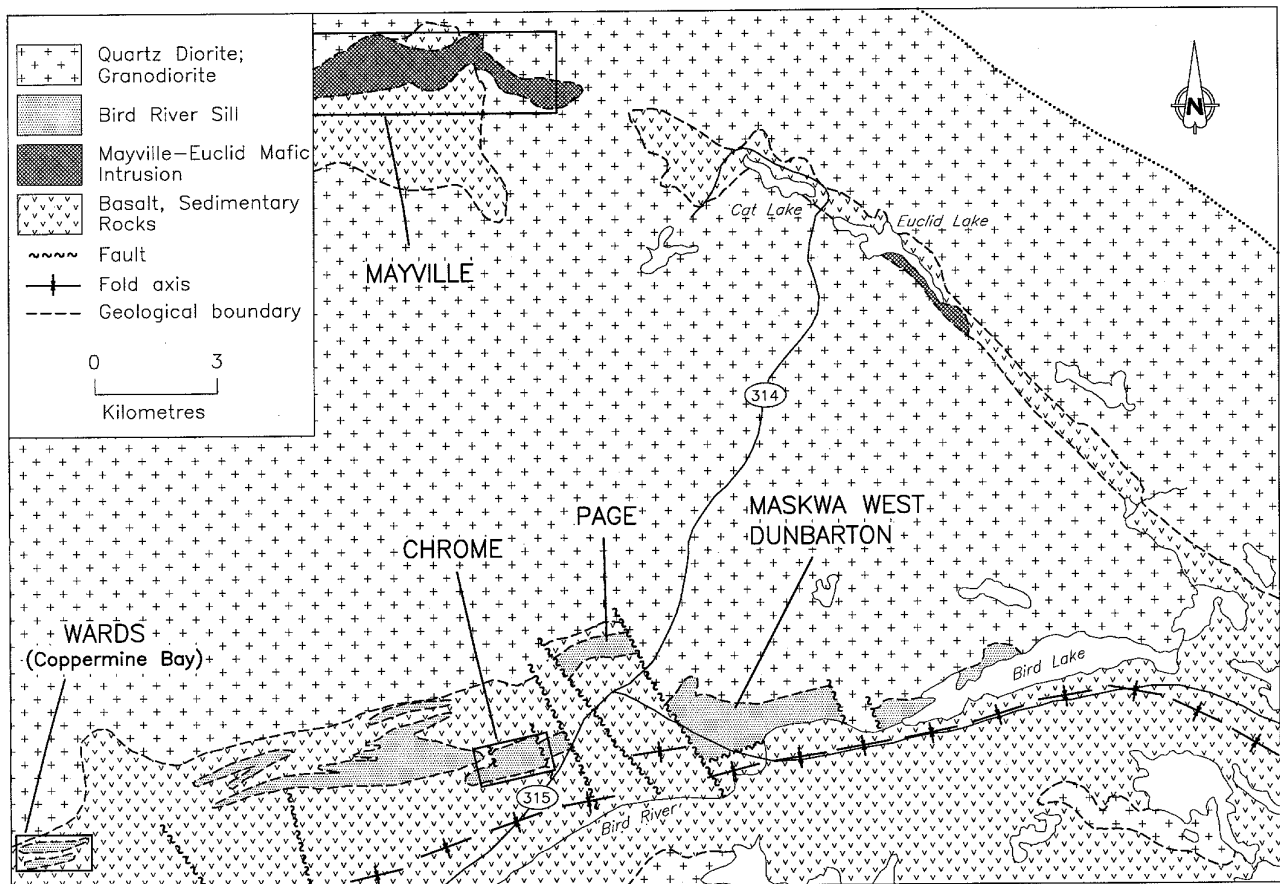 Quartz Diorite;
Granodiorite
Bird River Sill
Mayville–Euclid Mafic
Intrusion
Basalt, Sedimentary
Rocks
Fault
Fold axis
Geological boundary
0 3
Kilometres
N
MAYVILLE
Cat Lake
Euclid Lake
314
MASKWA WEST
DUNBARTON
PAGE
CHROME
WARDS
(Coppermine Bay)
Bird Lake
315
Bird River